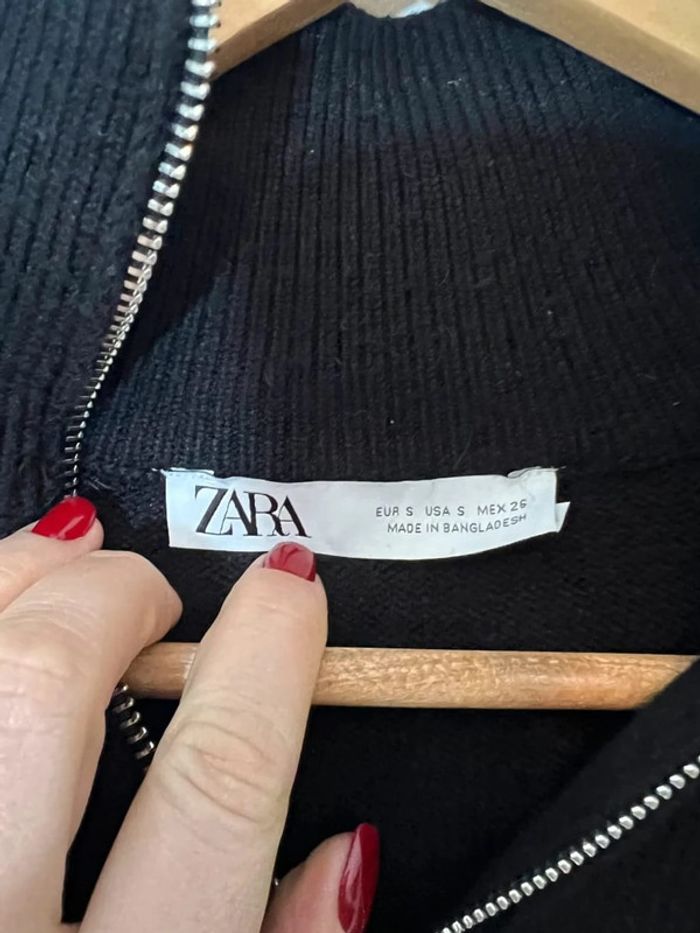 ZARA
EUR S USA S MEX 26
MADE IN BANGLADESH